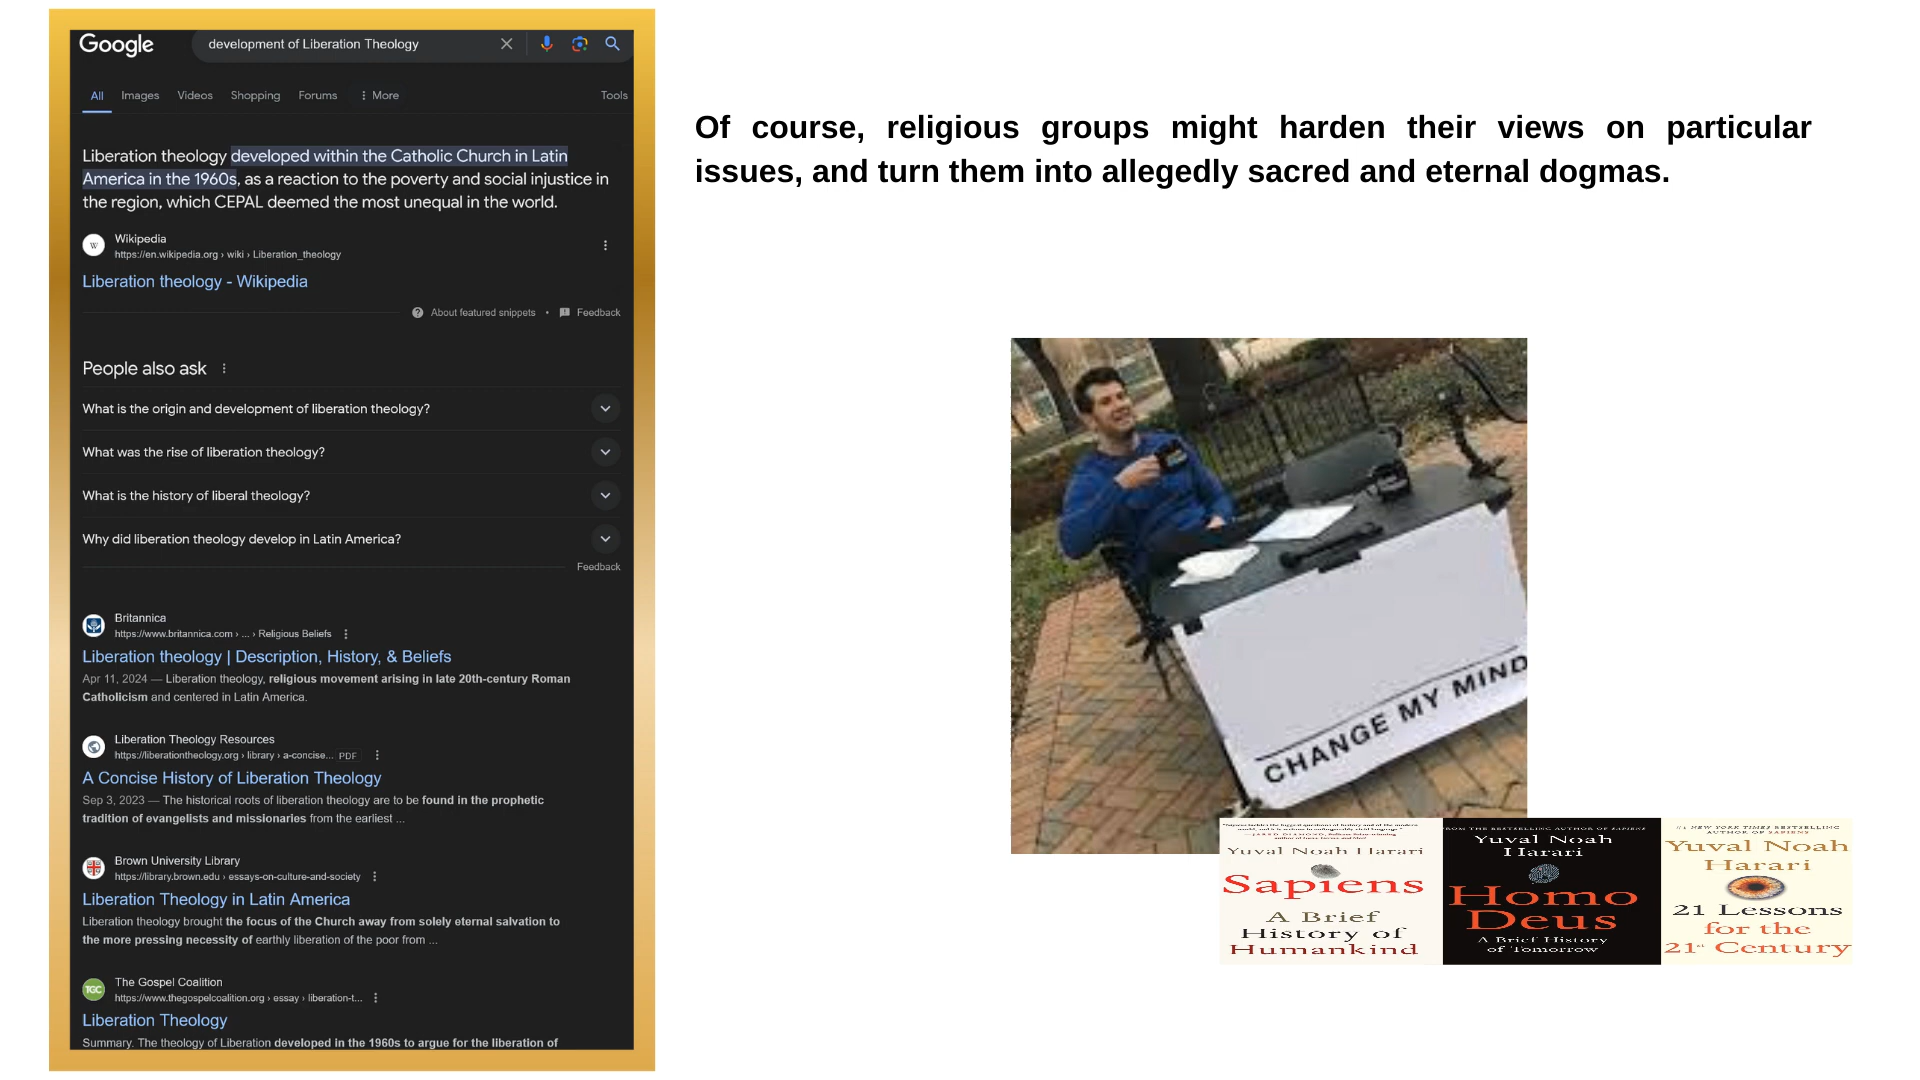 Google
development of Liberation Theology
All Images Videos Shopping Forums More Tools
Liberation theology developed within the Catholic Church in Latin
America in the 1960s, as a reaction to the poverty and social injustice in
the region, which CEPAL deemed the most unequal in the world.
W
Wikipedia
https://en.wikipedia.org › wiki › Liberation_theology
Liberation theology - Wikipedia
About featured snippets • Feedback
People also ask
What is the origin and development of liberation theology?
What was the rise of liberation theology?
What is the history of liberal theology?
Why did liberation theology develop in Latin America?
Feedback
Britannica
https://www.britannica.com › ... › Religious Beliefs
Liberation theology | Description, History, & Beliefs
Apr 11, 2024 — Liberation theology, religious movement arising in late 20th-century Roman
Catholicism and centered in Latin America.
Liberation Theology Resources
https://liberationtheology.org › library › a-concise... PDF
A Concise History of Liberation Theology
Sep 3, 2023 — The historical roots of liberation theology are to be found in the prophetic
tradition of evangelists and missionaries from the earliest ...
Brown University Library
https://library.brown.edu › essays-on-culture-and-society
Liberation Theology in Latin America
Liberation theology brought the focus of the Church away from solely eternal salvation to
the more pressing necessity of earthly liberation of the poor from ...
TGC
The Gospel Coalition
https://www.thegospelcoalition.org › essay › liberation-t...
Liberation Theology
Summary. The theology of Liberation developed in the 1960s to argue for the liberation of
Of course, religious groups might harden their views on particular
issues, and turn them into allegedly sacred and eternal dogmas.
CHANGE MY MIND
Yuval Noah Harari
Sapiens
A Brief
History of
Humankind
FROM THE BESTSELLING AUTHOR OF SAPIENS
Yuval Noah
Harari
Homo
Deus
A Brief History
of Tomorrow
#1 NEW YORK TIMES BESTSELLING
AUTHOR OF SAPIENS
Yuval Noah
Harari
21 Lessons
for the
21st Century